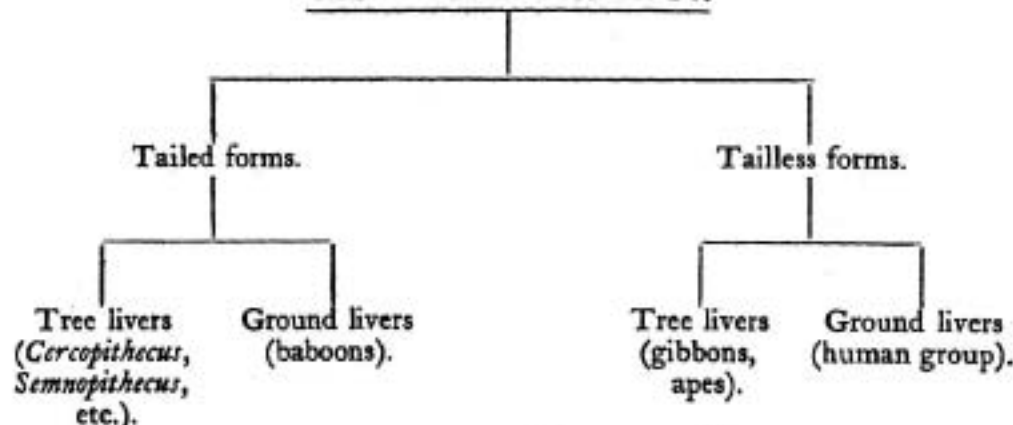 Tailed forms.
Tailless forms.
Tree livers
(Cercopithecus,
Semnopithecus,
etc.).
Ground livers
(baboons).
Tree livers
(gibbons,
apes).
Ground livers
(human group).